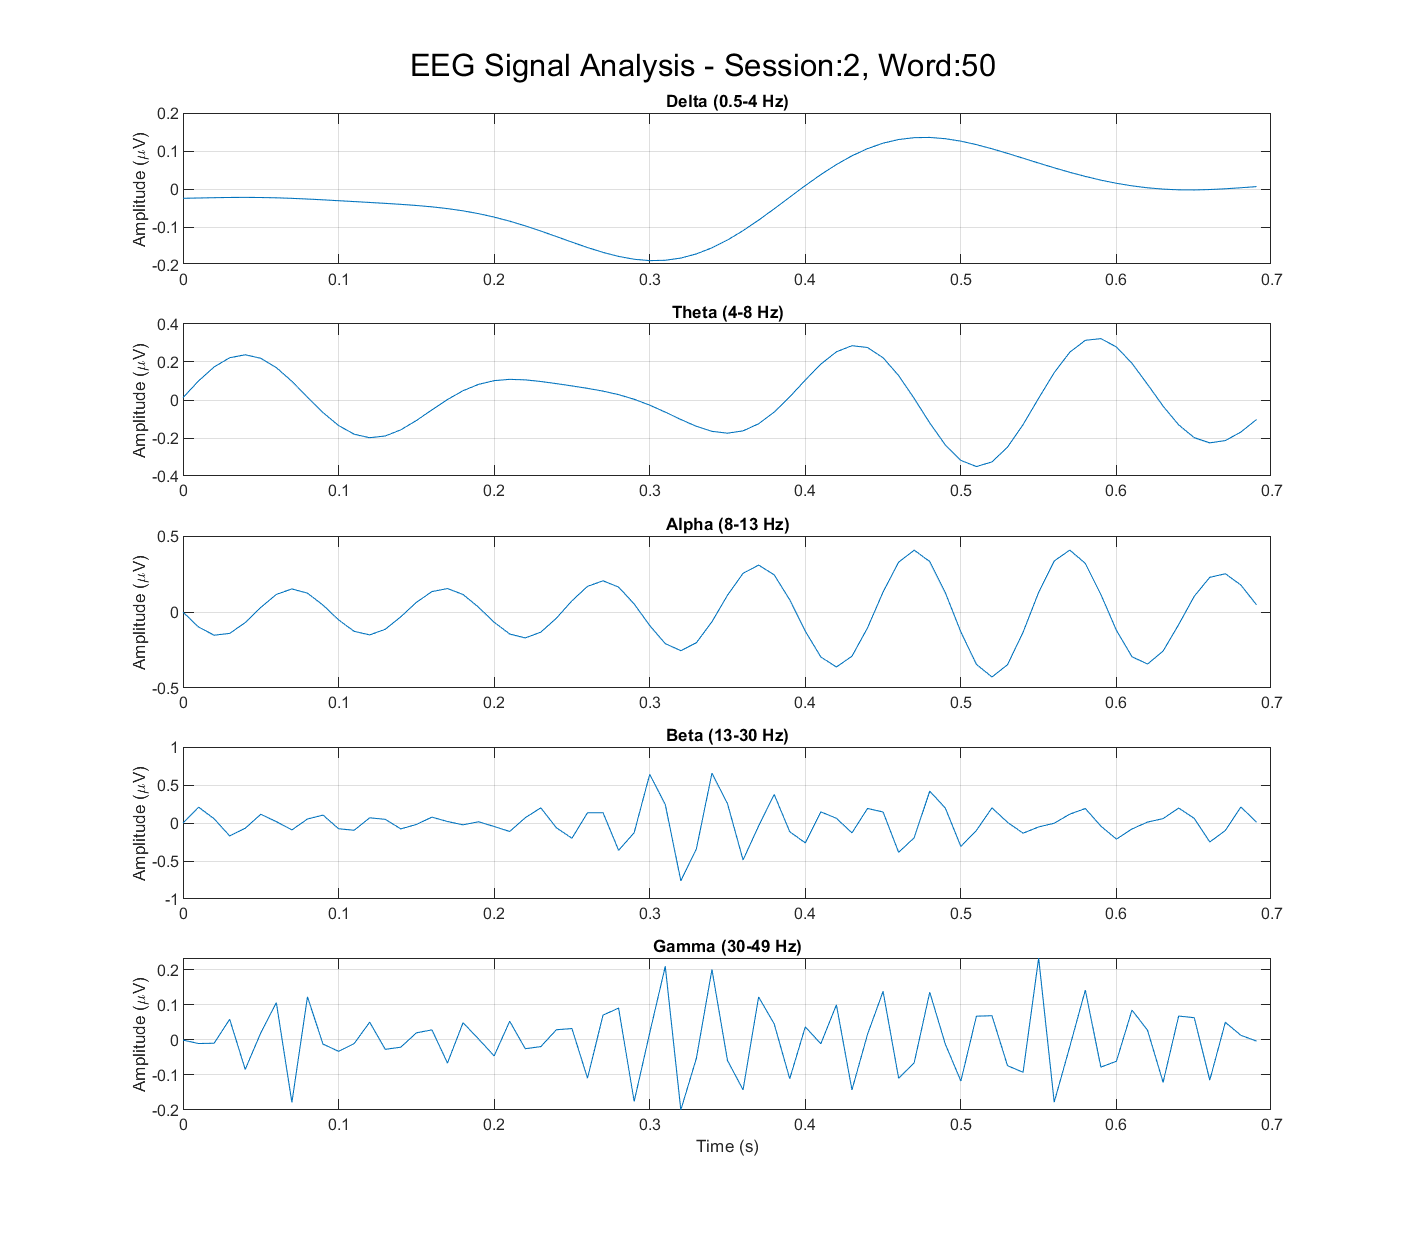 EEG Signal Analysis - Session:2, Word:50
Delta (0.5-4 Hz)
Amplitude (μV)
0.2
0.1
0
-0.1
-0.2
0 0.1 0.2 0.3 0.4 0.5 0.6 0.7
Theta (4-8 Hz)
Amplitude (μV)
0.4
0.2
0
-0.2
-0.4
0 0.1 0.2 0.3 0.4 0.5 0.6 0.7
Alpha (8-13 Hz)
Amplitude (μV)
0.5
0
-0.5
0 0.1 0.2 0.3 0.4 0.5 0.6 0.7
Beta (13-30 Hz)
Amplitude (μV)
1
0.5
0
-0.5
-1
0 0.1 0.2 0.3 0.4 0.5 0.6 0.7
Gamma (30-49 Hz)
Amplitude (μV)
0.2
0.1
0
-0.1
-0.2
0 0.1 0.2 0.3 0.4 0.5 0.6 0.7
Time (s)